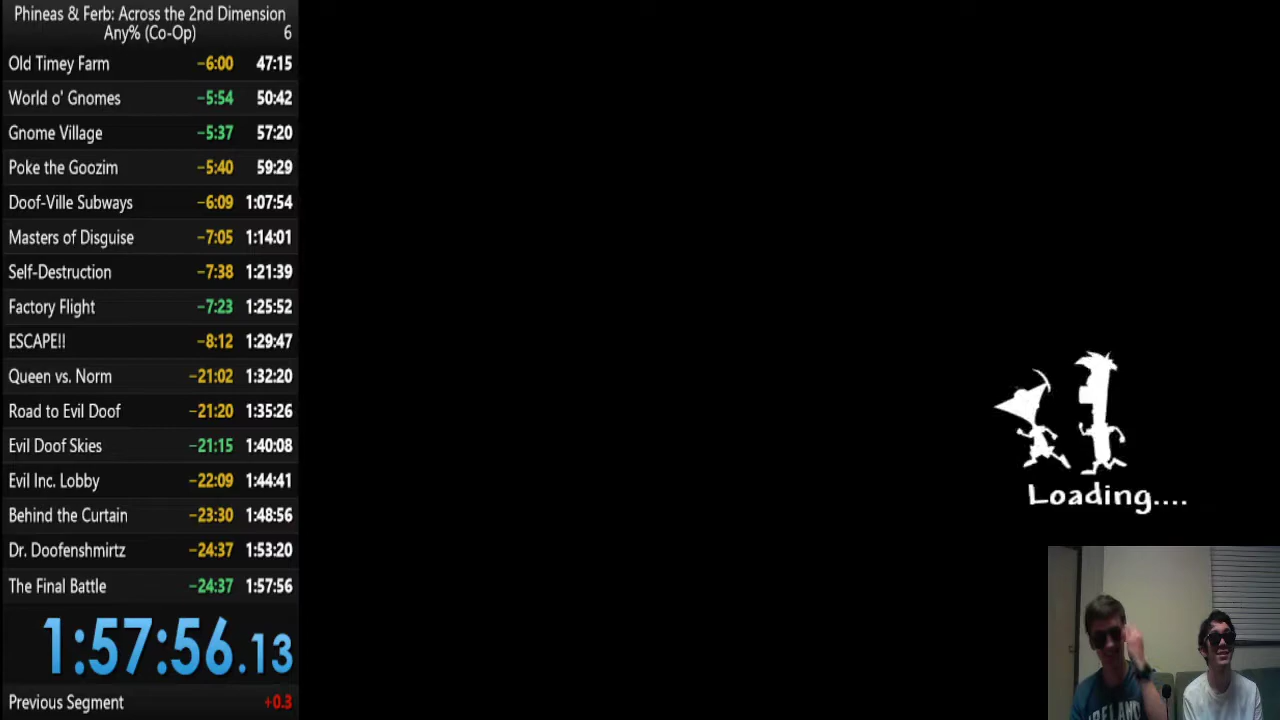 Phineas & Ferb: Across the 2nd Dimension
Any% (Co-Op) 6
Old Timey Farm -6:00 47:15
World o' Gnomes -5:54 50:42
Gnome Village -5:37 57:20
Poke the Goozim -5:40 59:29
Doof-Ville Subways -6:09 1:07:54
Masters of Disguise -7:05 1:14:01
Self-Destruction -7:38 1:21:39
Factory Flight -7:23 1:25:52
ESCAPE!! -8:12 1:29:47
Queen vs. Norm -21:02 1:32:20
Road to Evil Doof -21:20 1:35:26
Evil Doof Skies -21:15 1:40:08
Evil Inc. Lobby -22:09 1:44:41
Behind the Curtain -23:30 1:48:56
Dr. Doofenshmirtz -24:37 1:53:20
The Final Battle -24:37 1:57:56
1:57:56.13
Previous Segment +0.3
Loading....
IRELAND